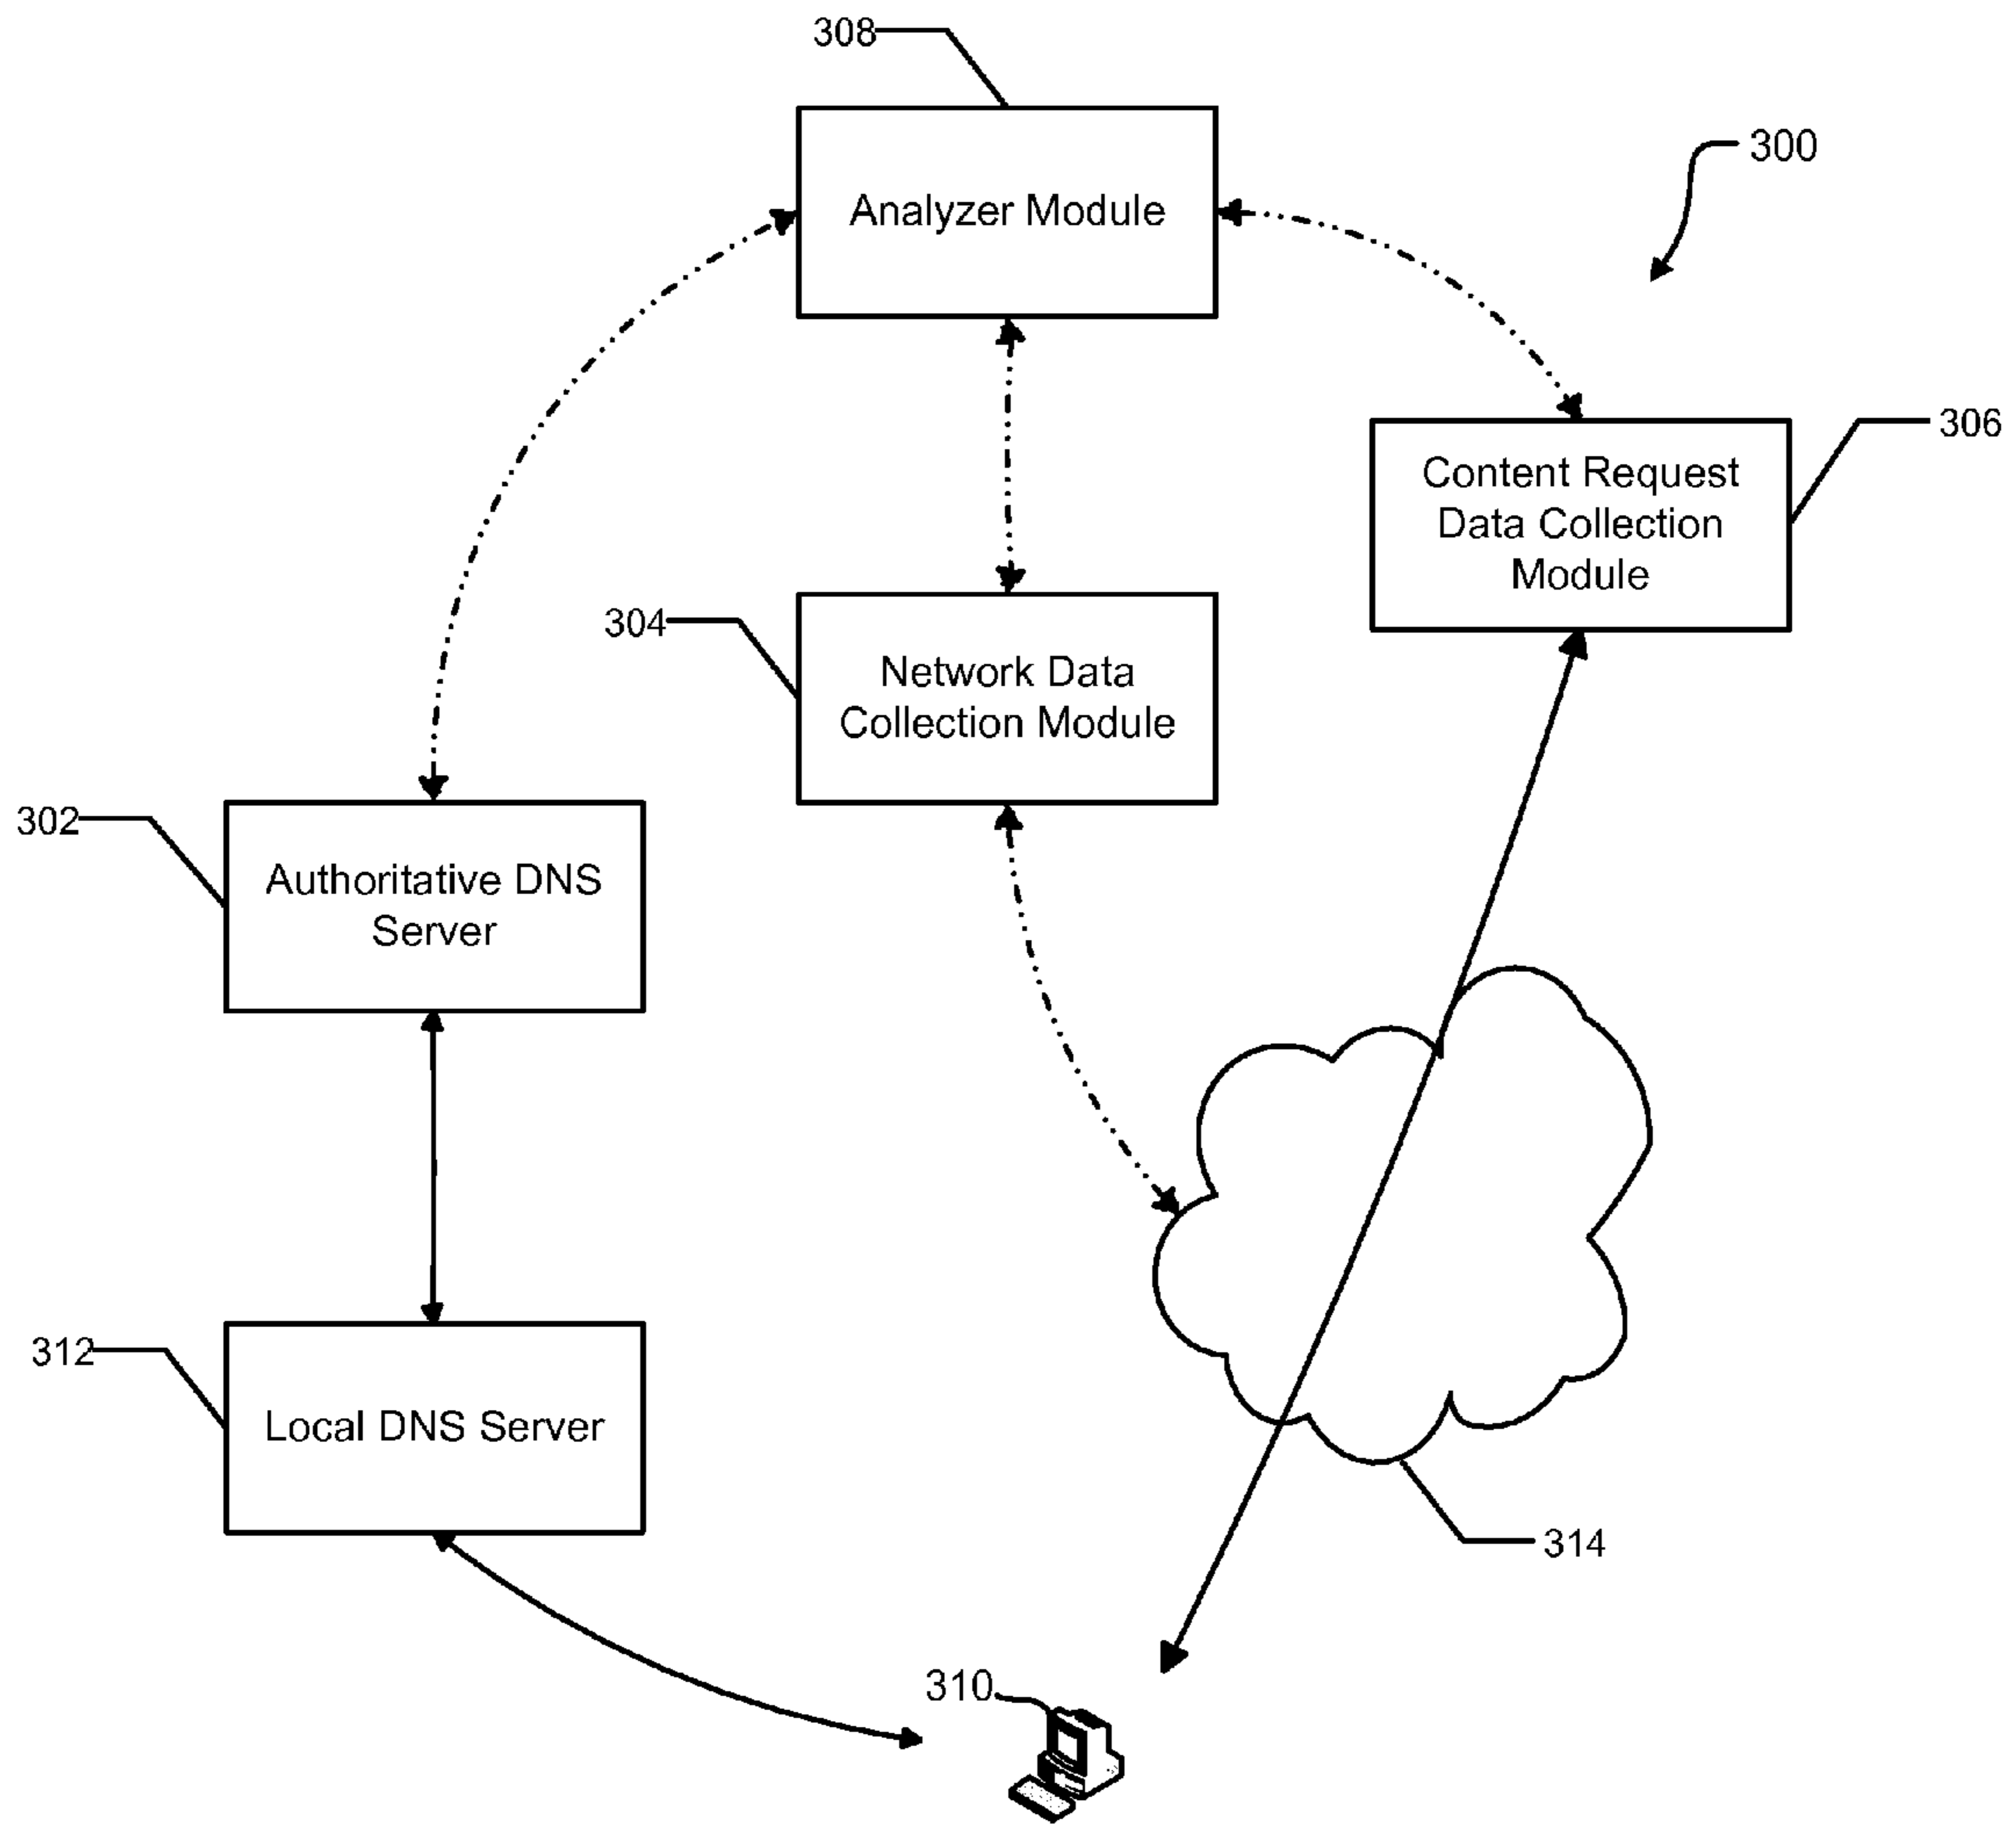 308
Analyzer Module
300
306
Content Request
Data Collection
Module
304
Network Data
Collection Module
302
Authoritative DNS
Server
312
Local DNS Server
314
310